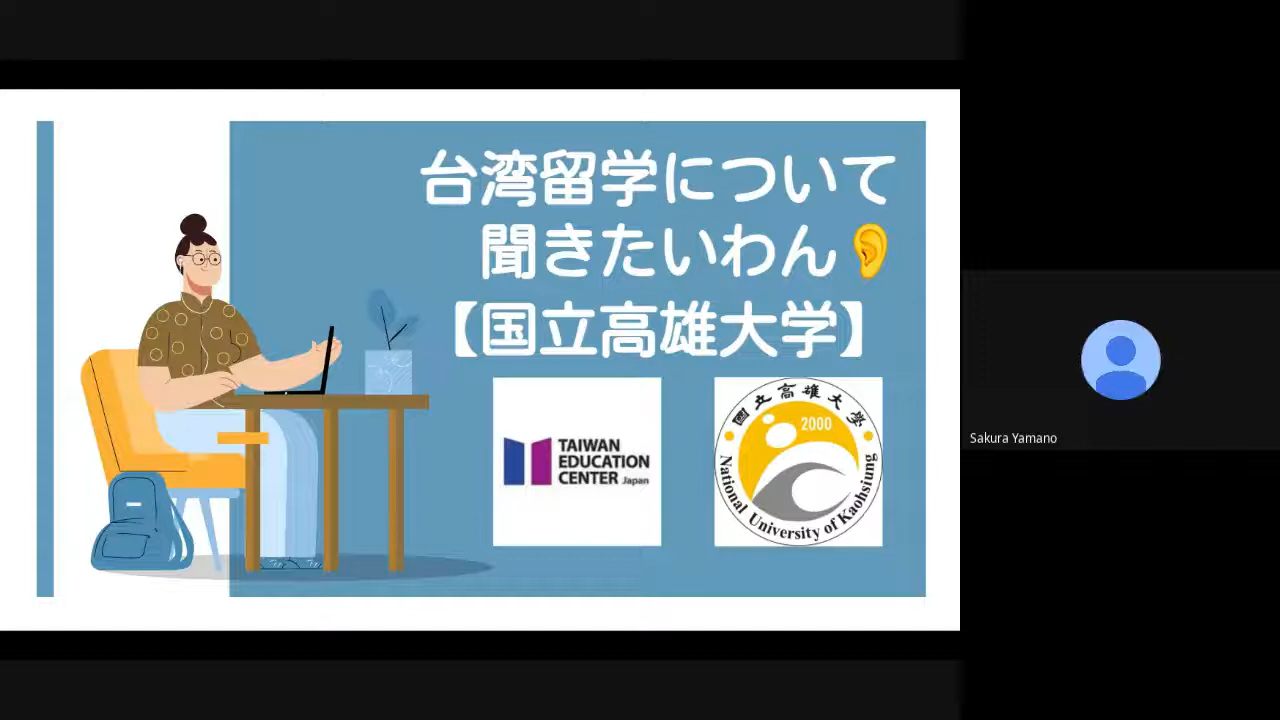 台湾留学について
聞きたいわん👂
【国立高雄大学】
TAIWAN
EDUCATION
CENTER Japan
國立高雄大學
2000
National University of Kaohsiung
Sakura Yamano